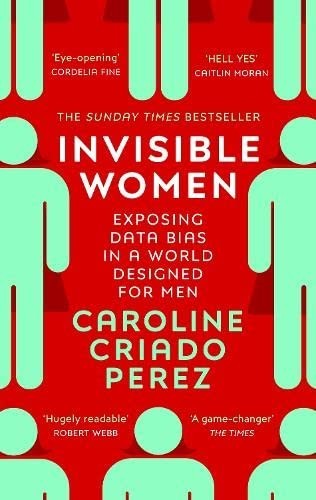 'Eye-opening'
CORDELIA FINE
'HELL YES'
CAITLIN MORAN
THE SUNDAY TIMES BESTSELLER
INVISIBLE
WOMEN
EXPOSING
DATA BIAS
IN A WORLD
DESIGNED
FOR MEN
CAROLINE
CRIADO
PEREZ
'Hugely readable'
ROBERT WEBB
'A game-changer'
THE TIMES